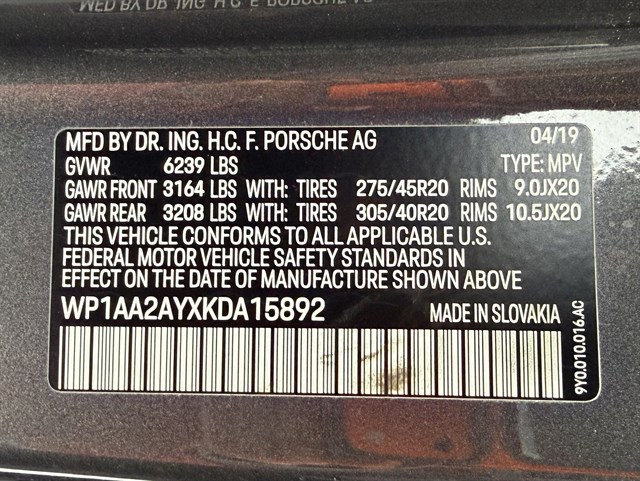 MFD BY DR. ING. H.C. F. PORSCHE AG 04/19
GVWR 6239 LBS TYPE: MPV
GAWR FRONT 3164 LBS WITH: TIRES 275/45R20 RIMS 9.0JX20
GAWR REAR 3208 LBS WITH: TIRES 305/40R20 RIMS 10.5JX20
THIS VEHICLE CONFORMS TO ALL APPLICABLE U.S.
FEDERAL MOTOR VEHICLE SAFETY STANDARDS IN
EFFECT ON THE DATE OF MANUFACTURE SHOWN ABOVE
WP1AA2AYXKDA15892 MADE IN SLOVAKIA
9Y0.010.016.AC